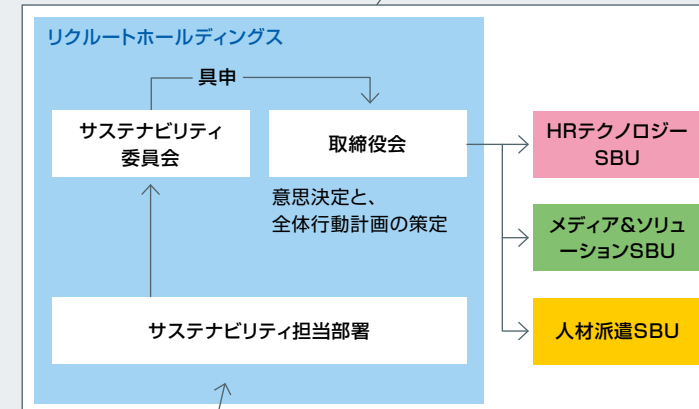 リクルートホールディングス
具申
サステナビリティ
委員会
取締役会
意思決定と、
全体行動計画の策定
サステナビリティ担当部署
HRテクノロジー
SBU
メディア&ソリュ
ーションSBU
人材派遣SBU